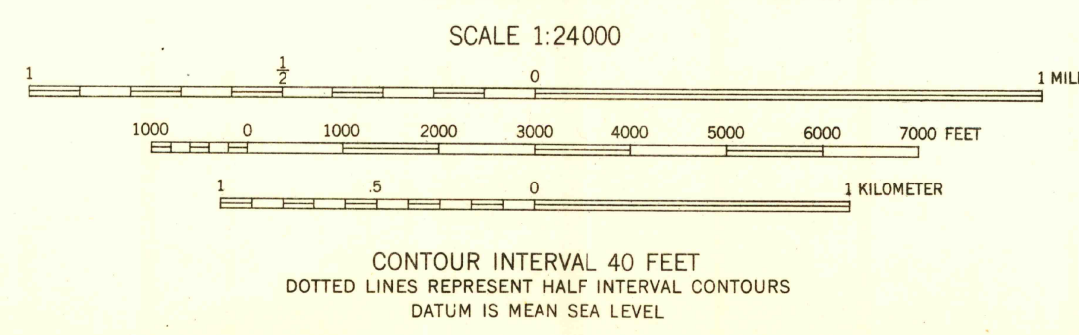 SCALE 1:24000
1 1/2 0 1 MIL
1000 0 1000 2000 3000 4000 5000 6000 7000 FEET
1 .5 0 1 KILOMETER
CONTOUR INTERVAL 40 FEET
DOTTED LINES REPRESENT HALF INTERVAL CONTOURS
DATUM IS MEAN SEA LEVEL